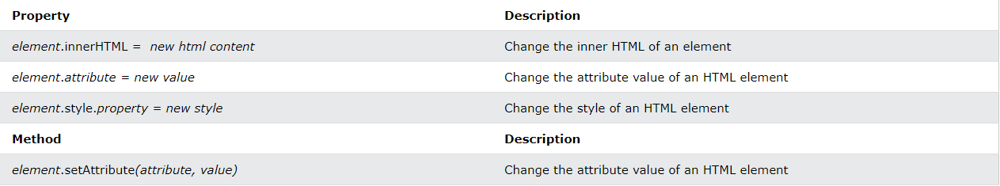 Property Description
element.innerHTML =  new html content Change the inner HTML of an element
element.attribute = new value Change the attribute value of an HTML element
element.style.property = new style Change the style of an HTML element
Method Description
element.setAttribute(attribute, value) Change the attribute value of an HTML element